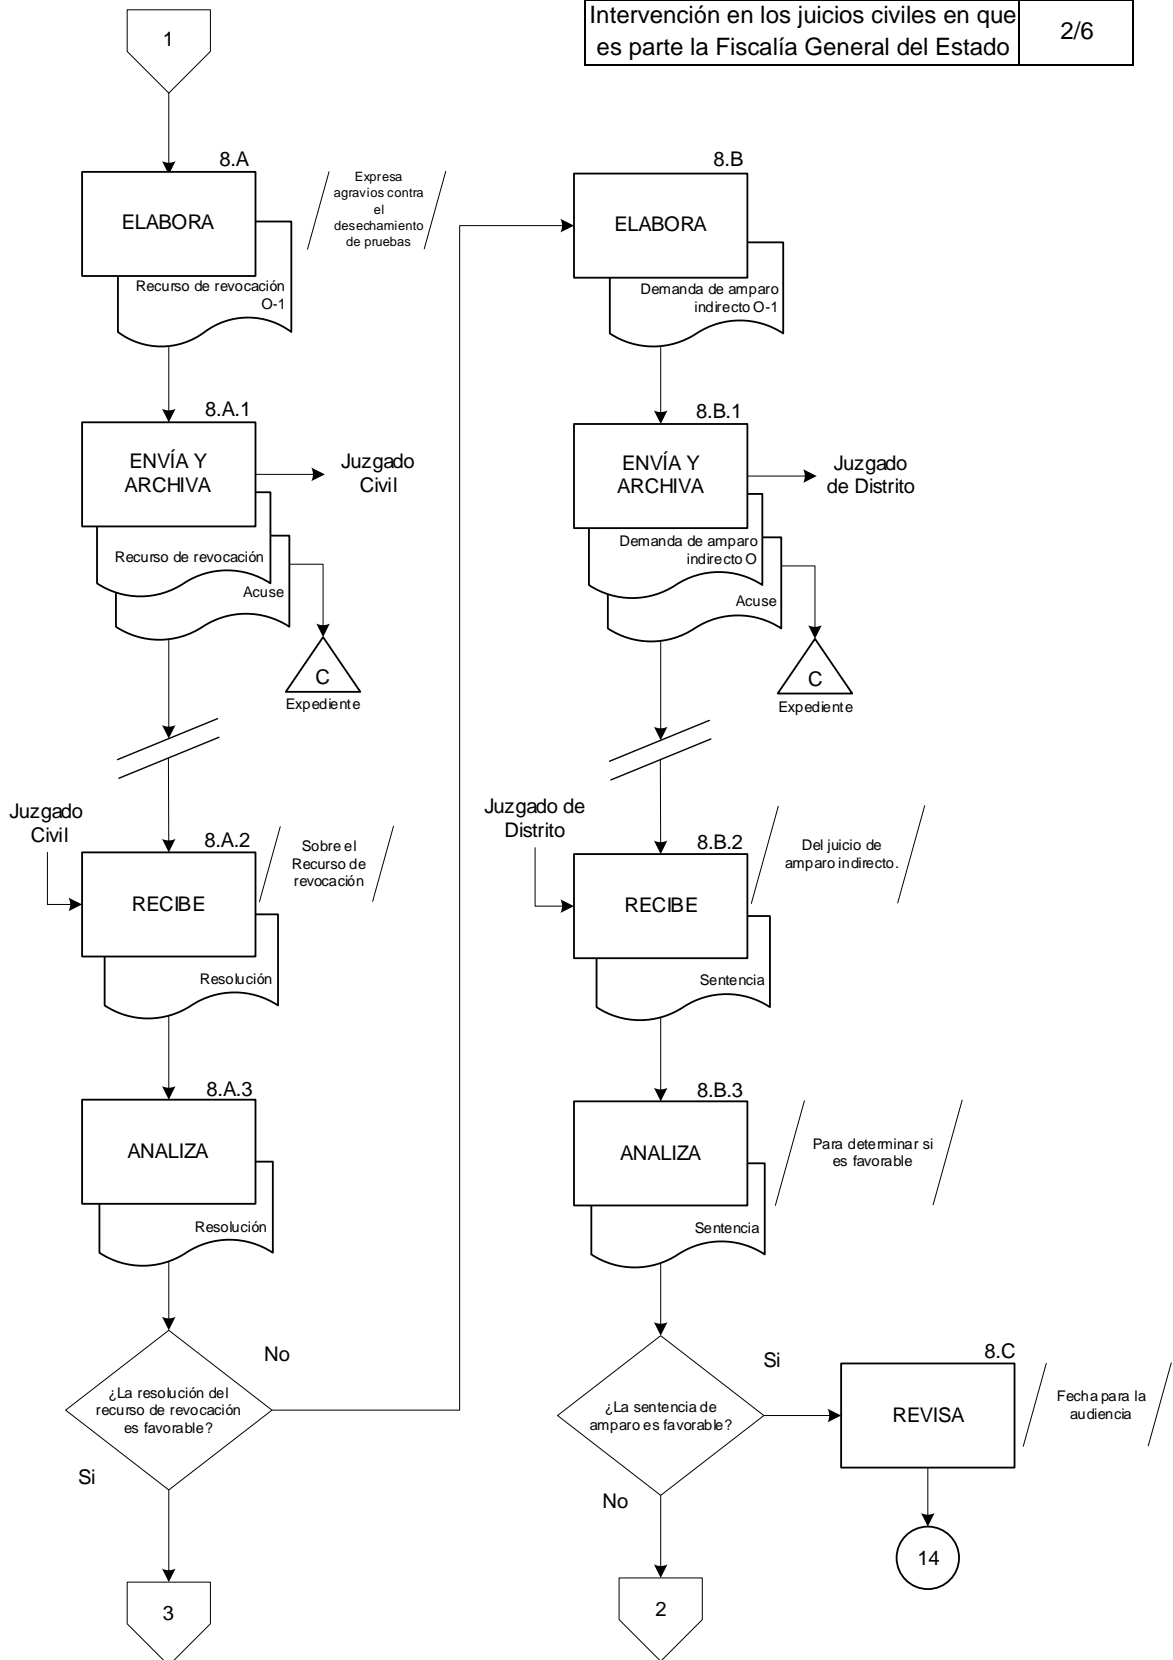 Intervención en los juicios civiles en que
es parte la Fiscalía General del Estado
2/6
1
8.A
ELABORA
Expresa
agravios contra
el
desechamiento
de pruebas
Recurso de revocación
O-1
8.A.1
ENVÍA Y
ARCHIVA
Juzgado
Civil
Recurso de revocación
Acuse
C
Expediente
Juzgado
Civil
8.A.2
RECIBE
Sobre el
Recurso de
revocación
Resolución
8.A.3
ANALIZA
Resolución
¿La resolución del
recurso de revocación
es favorable?
No
Si
3
8.B
ELABORA
Demanda de amparo
indirecto O-1
8.B.1
ENVÍA Y
ARCHIVA
Juzgado
de Distrito
Demanda de amparo
indirecto O
Acuse
C
Expediente
Juzgado de
Distrito
8.B.2
RECIBE
Del juicio de
amparo indirecto.
Sentencia
8.B.3
ANALIZA
Para determinar si
es favorable
Sentencia
¿La sentencia de
amparo es favorable?
Si
No
2
8.C
REVISA
Fecha para la
audiencia
14